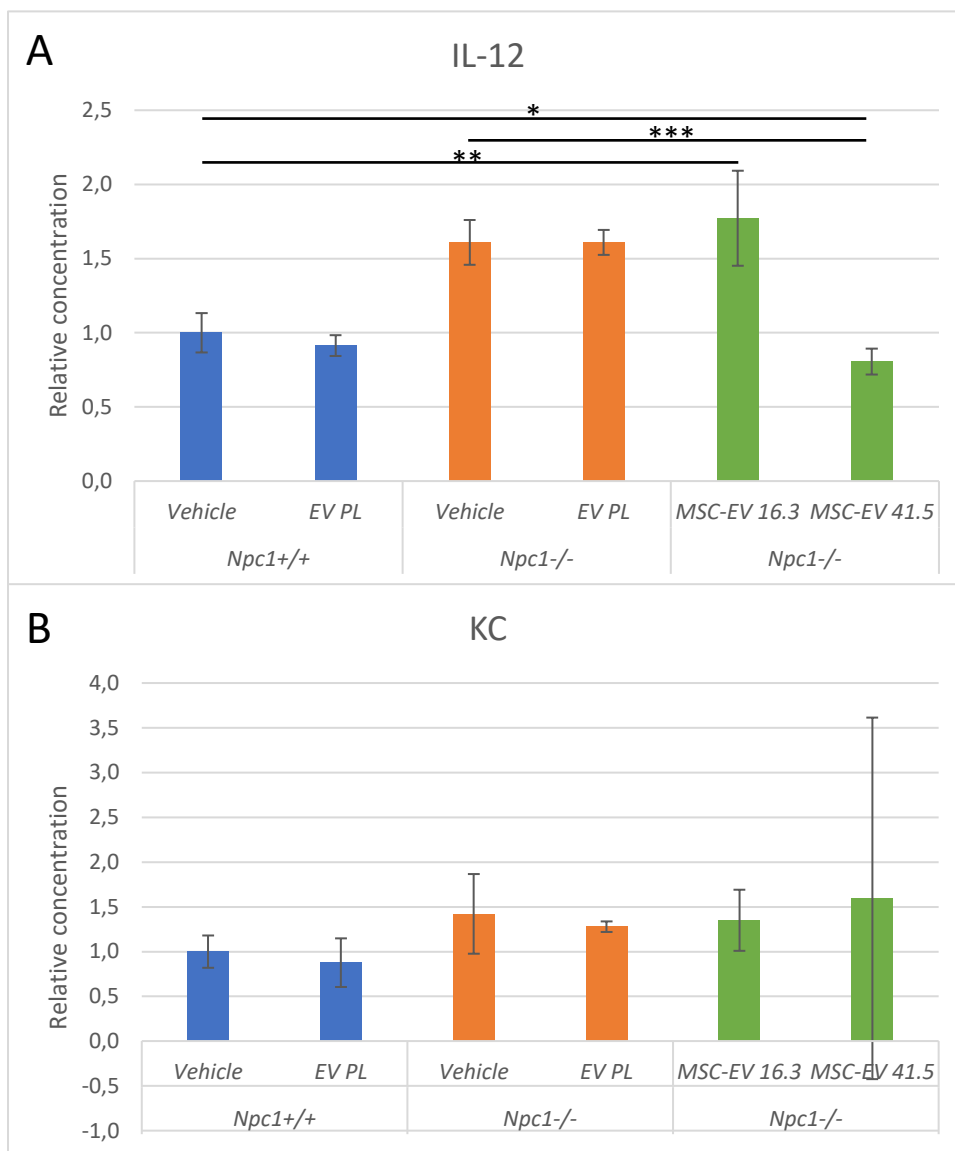 A
IL-12
Relative concentration
2,5
2,0
1,5
1,0
0,5
0,0
*
***
**
Vehicle EV PL Vehicle EV PL MSC-EV 16.3 MSC-EV 41.5
Npc1+/+ Npc1-/- Npc1-/-
B
KC
Relative concentration
4,0
3,5
3,0
2,5
2,0
1,5
1,0
0,5
0,0
-0,5
-1,0
Vehicle EV PL Vehicle EV PL MSC-EV 16.3 MSC-EV 41.5
Npc1+/+ Npc1-/- Npc1-/-